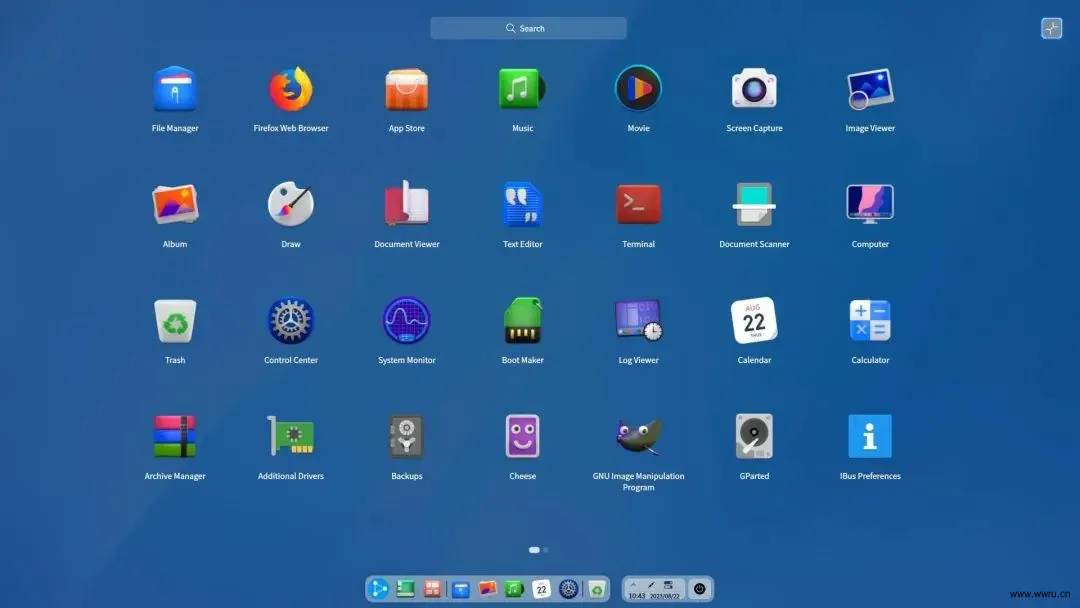 Search
File Manager
Firefox Web Browser
App Store
Music
Movie
Screen Capture
Image Viewer
Album
Draw
Document Viewer
Text Editor
Terminal
Document Scanner
Computer
AUG
22
Trash
Control Center
System Monitor
Boot Maker
Log Viewer
Calendar
Calculator
Archive Manager
Additional Drivers
Backups
Cheese
GNU Image Manipulation
Program
GParted
IBus Preferences
22
10:43 2023/08/22
www.wwru.cn